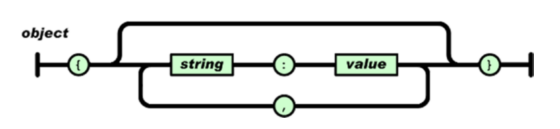 object
{ string : value }
,